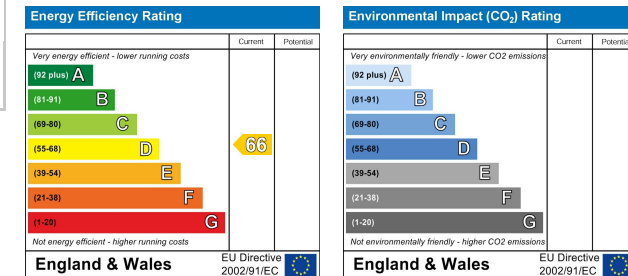 Energy Efficiency Rating
Current Potential
Very energy efficient - lower running costs
(92 plus) A
(81-91) B
(69-80) C
(55-68) D 66
(39-54) E
(21-38) F
(1-20) G
Not energy efficient - higher running costs
England & Wales
EU Directive
2002/91/EC
Environmental Impact (CO₂) Rating
Current Potential
Very environmentally friendly - lower CO2 emissions
(92 plus) A
(81-91) B
(69-80) C
(55-68) D
(39-54) E
(21-38) F
(1-20) G
Not environmentally friendly - higher CO2 emissions
England & Wales
EU Directive
2002/91/EC